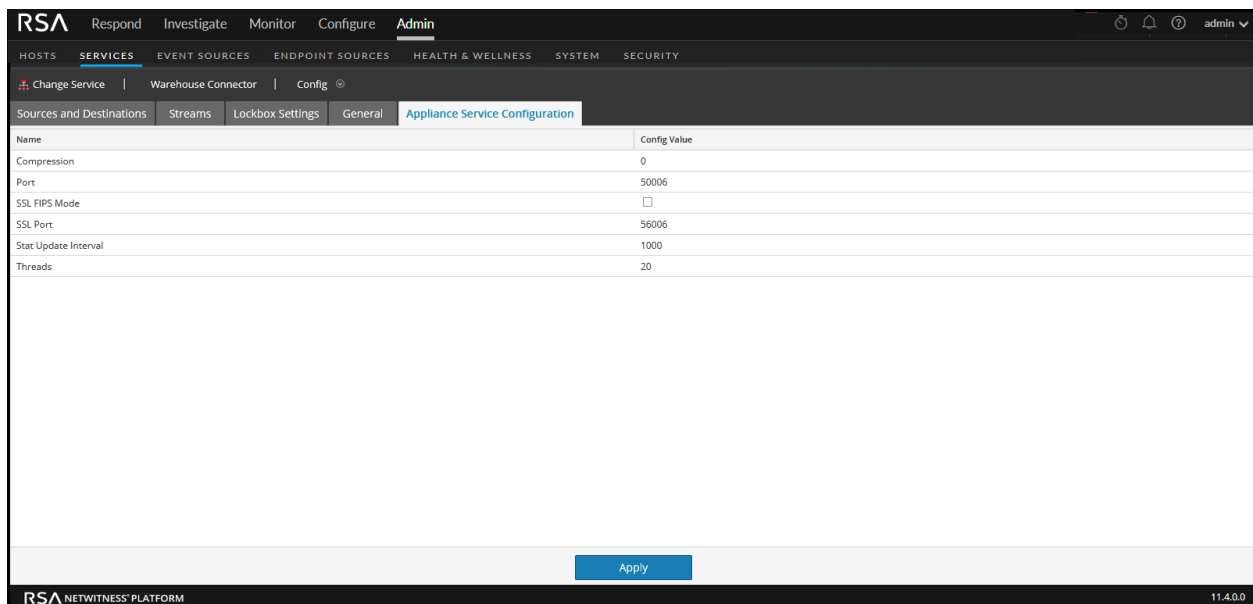 RSA Respond Investigate Monitor Configure Admin admin
HOSTS SERVICES EVENT SOURCES ENDPOINT SOURCES HEALTH & WELLNESS SYSTEM SECURITY
Change Service | Warehouse Connector | Config
Sources and Destinations Streams Lockbox Settings General Appliance Service Configuration
Name Config Value
Compression 0
Port 50006
SSL FIPS Mode
SSL Port 56006
Stat Update Interval 1000
Threads 20
Apply
RSA NETWITNESS® PLATFORM 11.4.0.0